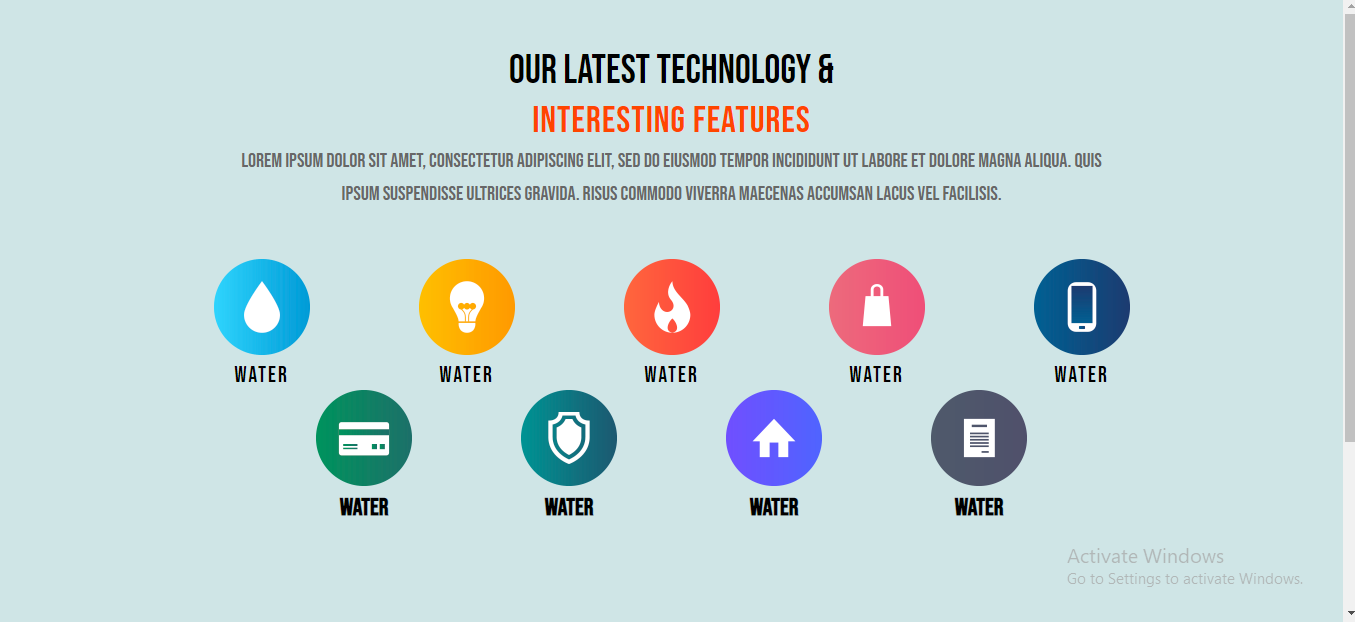 OUR LATEST TECHNOLOGY &
INTERESTING FEATURES
LOREM IPSUM DOLOR SIT AMET, CONSECTETUR ADIPISCING ELIT, SED DO EIUSMOD TEMPOR INCIDIDUNT UT LABORE ET DOLORE MAGNA ALIQUA. QUIS
IPSUM SUSPENDISSE ULTRICES GRAVIDA. RISUS COMMODO VIVERRA MAECENAS ACCUMSAN LACUS VEL FACILISIS.
WATER WATER WATER WATER WATER
WATER WATER WATER WATER
Activate Windows
Go to Settings to activate Windows.